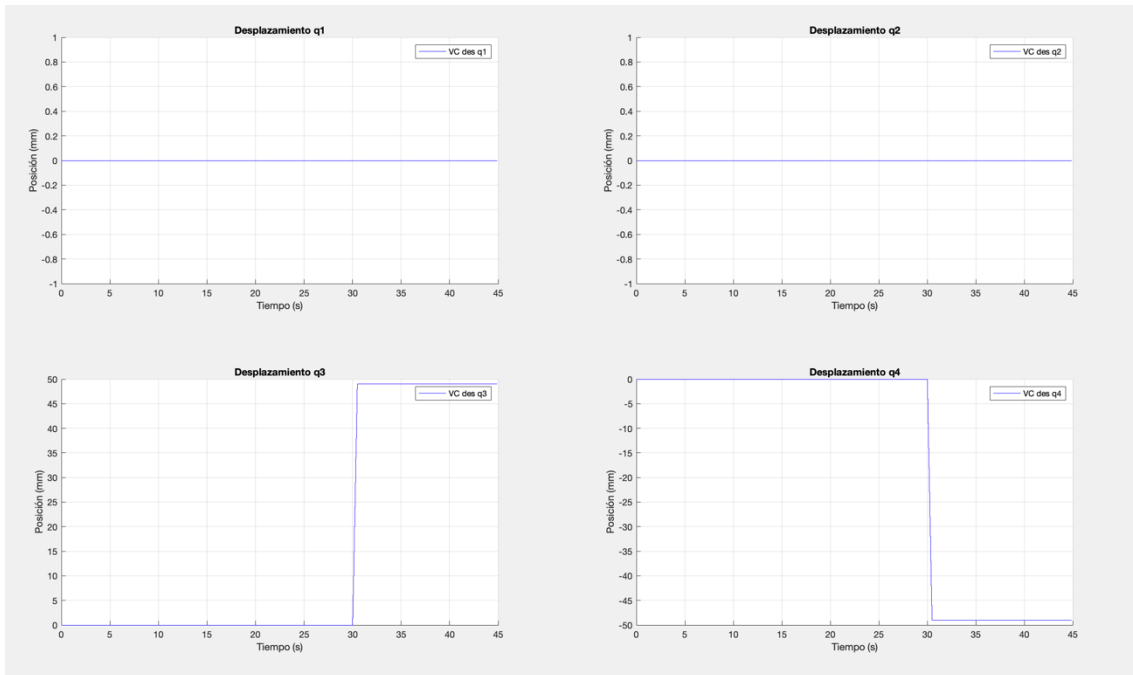 Desplazamiento q1
VC des q1
Posición (mm)
1
0.8
0.6
0.4
0.2
0
-0.2
-0.4
-0.6
-0.8
-1
0 5 10 15 20 25 30 35 40 45
Tiempo (s)
Desplazamiento q2
VC des q2
Posición (mm)
1
0.8
0.6
0.4
0.2
0
-0.2
-0.4
-0.6
-0.8
-1
0 5 10 15 20 25 30 35 40 45
Tiempo (s)
Desplazamiento q3
VC des q3
Posición (mm)
50
45
40
35
30
25
20
15
10
5
0
0 5 10 15 20 25 30 35 40 45
Tiempo (s)
Desplazamiento q4
VC des q4
Posición (mm)
0
-5
-10
-15
-20
-25
-30
-35
-40
-45
-50
0 5 10 15 20 25 30 35 40 45
Tiempo (s)